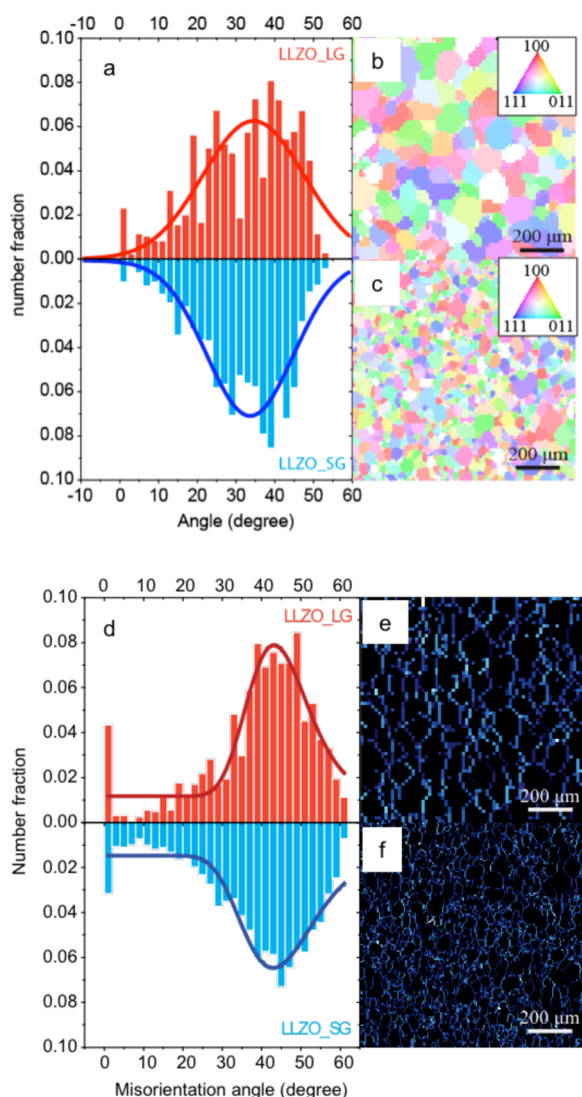 -10 0 10 20 30 40 50 60
0.10
0.08
0.06
0.04
0.02
0.00
0.02
0.04
0.06
0.08
0.10
number fraction
a
LLZO_LG
LLZO_SG
-10 0 10 20 30 40 50 60
Angle (degree)
b
100
111 011
200 μm
c
100
111 011
200 μm
0 10 20 30 40 50 60
0.10
0.08
0.06
0.04
0.02
0.00
0.02
0.04
0.06
0.08
0.10
Number fraction
d
LLZO_LG
LLZO_SG
0 10 20 30 40 50 60
Misorientation angle (degree)
e
200 μm
f
200 μm